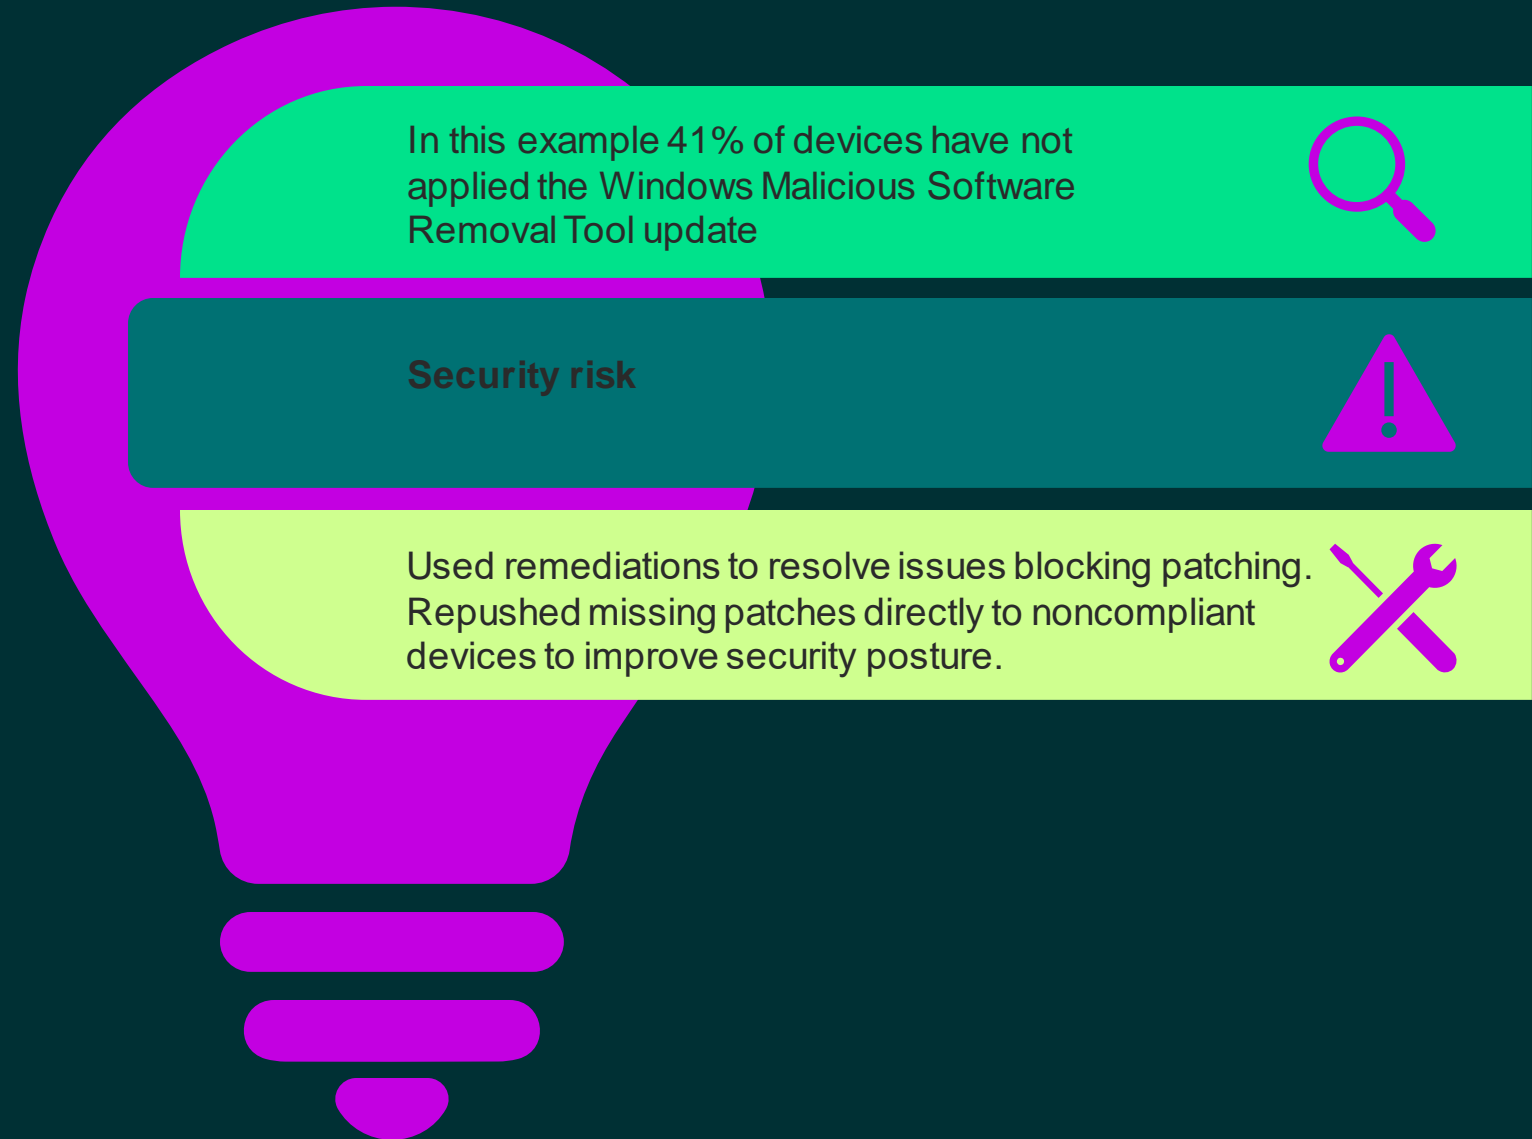 In this example 41% of devices have not
applied the Windows Malicious Software
Removal Tool update
Security risk
Used remediations to resolve issues blocking patching.
Repushed missing patches directly to noncompliant
devices to improve security posture.